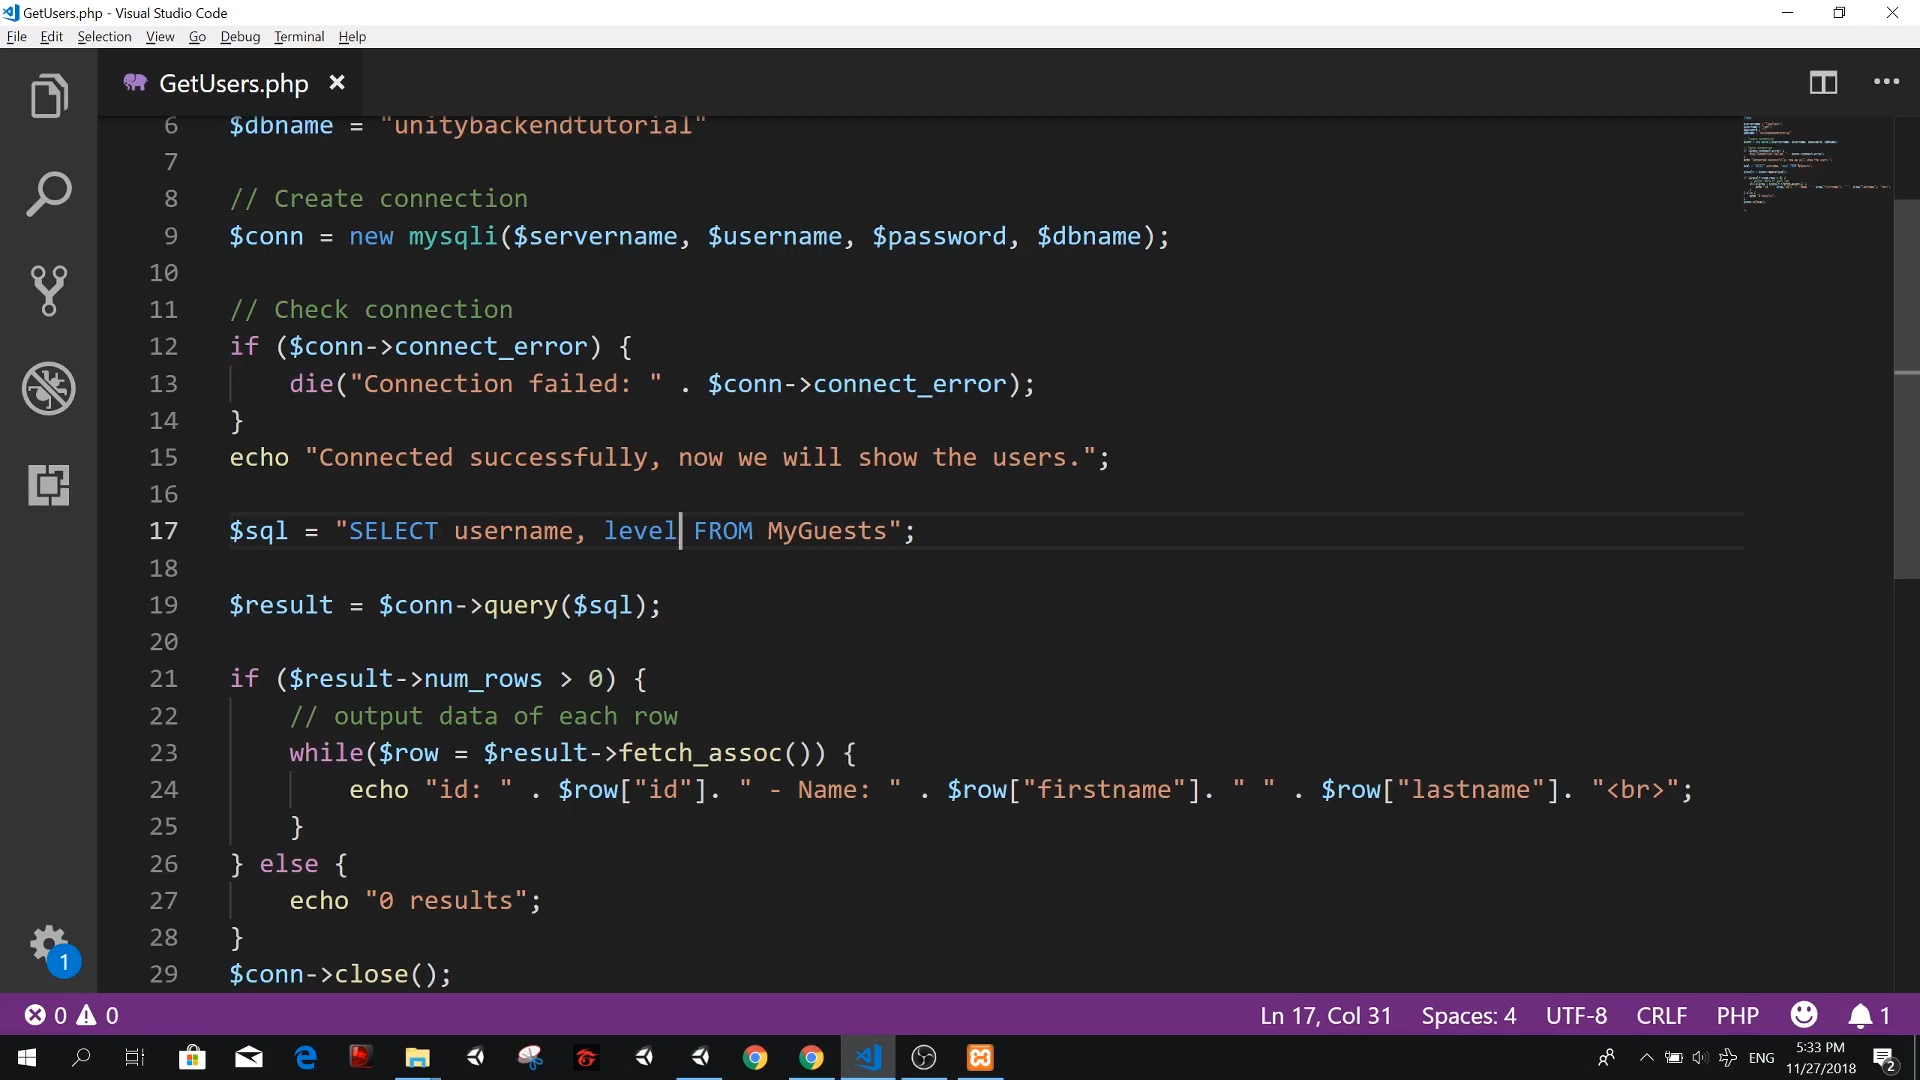 GetUsers.php - Visual Studio Code
File Edit Selection View Go Debug Terminal Help
GetUsers.php
6 $dbname = "unitybackendtutorial"
7
8 // Create connection
9 $conn = new mysqli($servername, $username, $password, $dbname);
10
11 // Check connection
12 if ($conn->connect_error) {
13 die("Connection failed: " . $conn->connect_error);
14 }
15 echo "Connected successfully, now we will show the users.";
16
17 $sql = "SELECT username, level FROM MyGuests";
18
19 $result = $conn->query($sql);
20
21 if ($result->num_rows > 0) {
22 // output data of each row
23 while($row = $result->fetch_assoc()) {
24 echo "id: " . $row["id"]. " - Name: " . $row["firstname"]. " " . $row["lastname"]. "<br>";
25 }
26 } else {
27 echo "0 results";
28 }
29 $conn->close();
1
0 0 Ln 17, Col 31 Spaces: 4 UTF-8 CRLF PHP 1
ENG 5:33 PM
11/27/2018 2